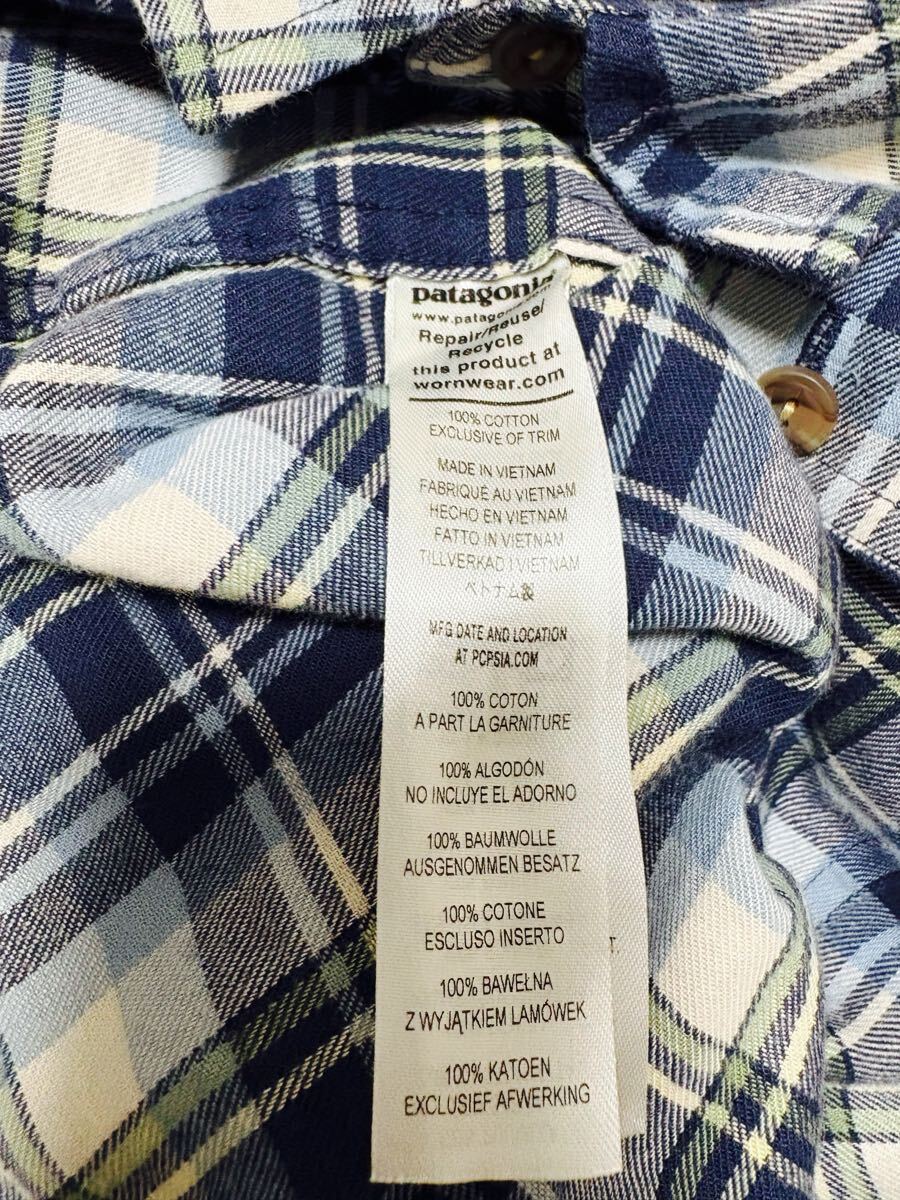 patagonia
www.patagon
Repair/Reuse/
Recycle
this product at
wornwear.com
100% COTTON
EXCLUSIVE OF TRIM
MADE IN VIETNAM
FABRIQUÉ AU VIETNAM
HECHO EN VIETNAM
FATTO IN VIETNAM
TILLVERKAD I VIETNAM
ベトナム製
MFG DATE AND LOCATION
AT PCPSIA.COM
100% COTON
A PART LA GARNITURE
100% ALGODÓN
NO INCLUYE EL ADORNO
100% BAUMWOLLE
AUSGENOMMEN BESATZ
100% COTONE
ESCLUSO INSERTO
100% BAWEŁNA
Z WYJĄTKIEM LAMÓWEK
100% KATOEN
EXCLUSIEF AFWERKING